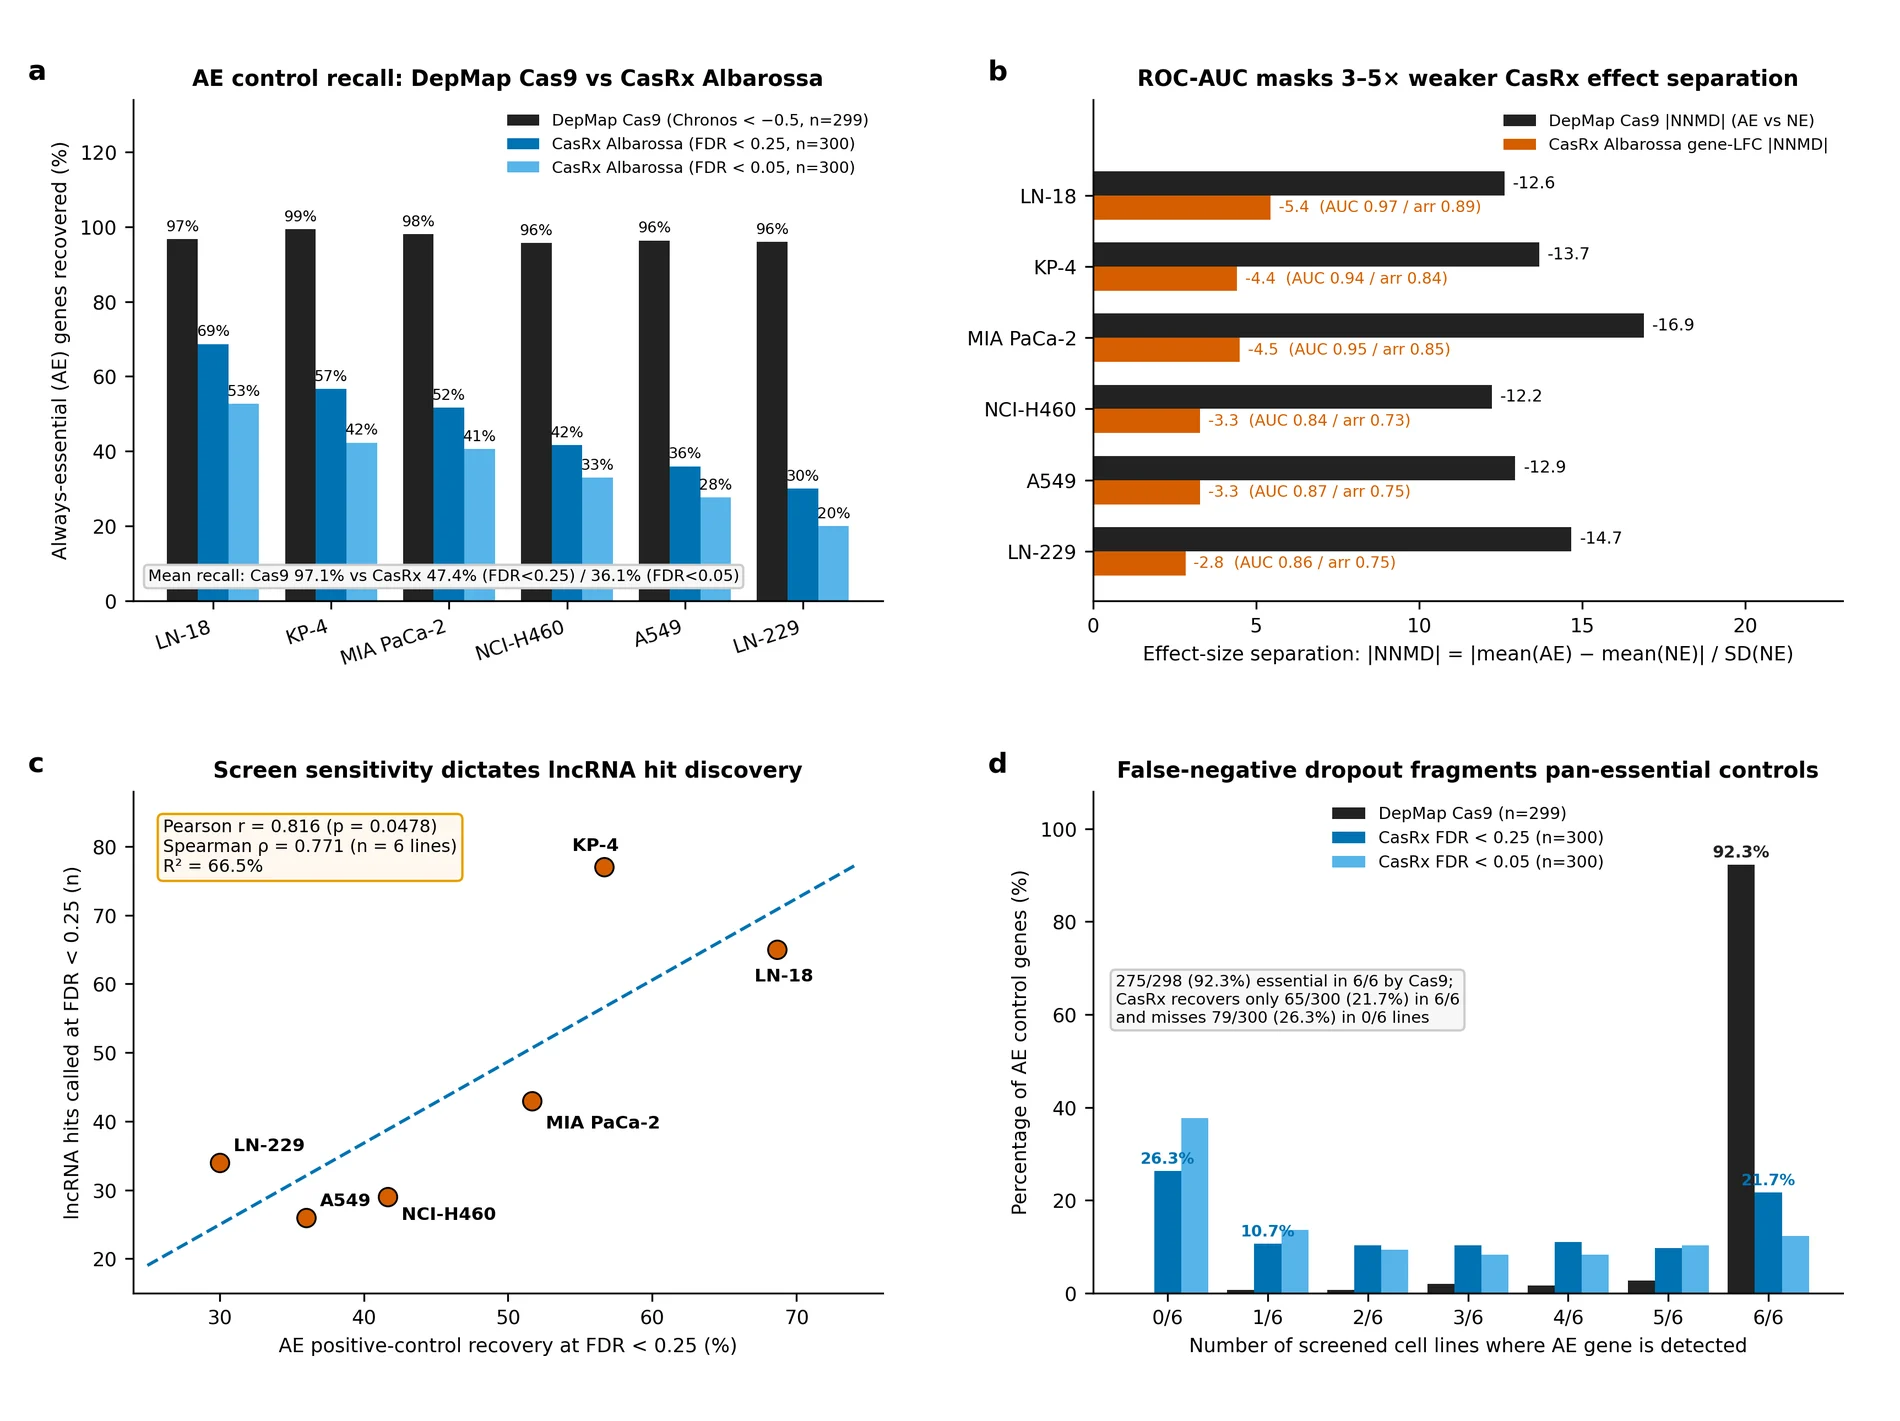 a
AE control recall: DepMap Cas9 vs CasRx Albarossa
DepMap Cas9 (Chronos < −0.5, n=299)
CasRx Albarossa (FDR < 0.25, n=300)
CasRx Albarossa (FDR < 0.05, n=300)
Always-essential (AE) genes recovered (%)
120
100
80
60
40
20
0
97%
69%
53%
99%
57%
42%
98%
52%
41%
96%
42%
33%
96%
36%
28%
96%
30%
20%
Mean recall: Cas9 97.1% vs CasRx 47.4% (FDR<0.25) / 36.1% (FDR<0.05)
LN-18
KP-4
MIA PaCa-2
NCI-H460
A549
LN-229
b
ROC-AUC masks 3–5× weaker CasRx effect separation
DepMap Cas9 |NNMD| (AE vs NE)
CasRx Albarossa gene-LFC |NNMD|
LN-18
-12.6
-5.4 (AUC 0.97 / arr 0.89)
KP-4
-13.7
-4.4 (AUC 0.94 / arr 0.84)
MIA PaCa-2
-16.9
-4.5 (AUC 0.95 / arr 0.85)
NCI-H460
-12.2
-3.3 (AUC 0.84 / arr 0.73)
A549
-12.9
-3.3 (AUC 0.87 / arr 0.75)
LN-229
-14.7
-2.8 (AUC 0.86 / arr 0.75)
0 5 10 15 20
Effect-size separation: |NNMD| = |mean(AE) − mean(NE)| / SD(NE)
c
Screen sensitivity dictates lncRNA hit discovery
Pearson r = 0.816 (p = 0.0478)
Spearman ρ = 0.771 (n = 6 lines)
R² = 66.5%
lncRNA hits called at FDR < 0.25 (n)
80
70
60
50
40
30
20
KP-4
LN-18
MIA PaCa-2
LN-229
A549
NCI-H460
30 40 50 60 70
AE positive-control recovery at FDR < 0.25 (%)
d
False-negative dropout fragments pan-essential controls
DepMap Cas9 (n=299)
CasRx FDR < 0.25 (n=300)
CasRx FDR < 0.05 (n=300)
Percentage of AE control genes (%)
100
80
60
40
20
0
92.3%
275/298 (92.3%) essential in 6/6 by Cas9;
CasRx recovers only 65/300 (21.7%) in 6/6
and misses 79/300 (26.3%) in 0/6 lines
26.3%
10.7%
21.7%
0/6 1/6 2/6 3/6 4/6 5/6 6/6
Number of screened cell lines where AE gene is detected